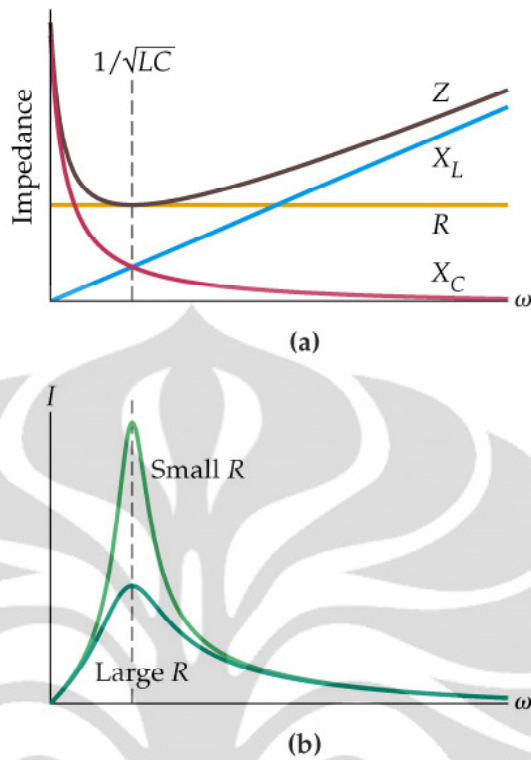 1/√LC
Impedance
Z
X_L
R
X_C
ω
(a)
I
Small R
Large R
ω
(b)